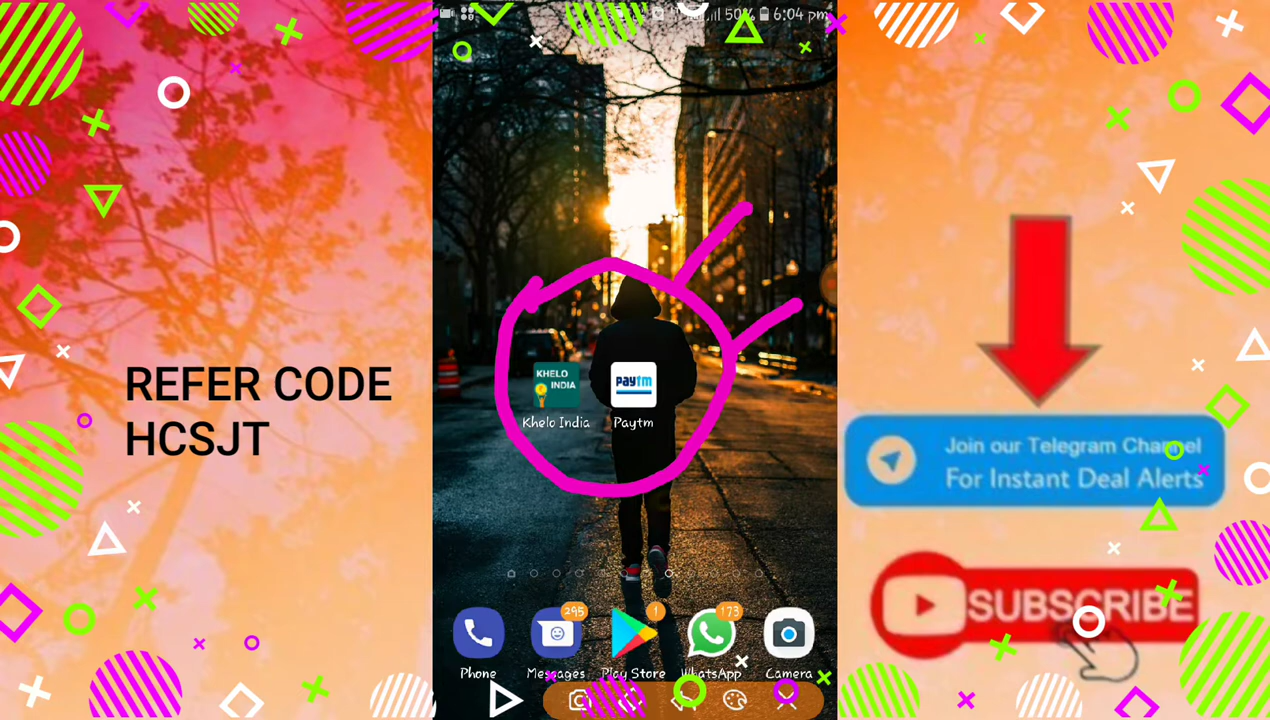 REFER CODE
HCSJT
50%
6:04 pm
KHELO
INDIA
Paytm
Khelo India
Paytm
295
1
173
Phone
Messages
Play Store
WhatsApp
Camera
Join our Telegram Channel
For Instant Deal Alerts
SUBSCRIBE